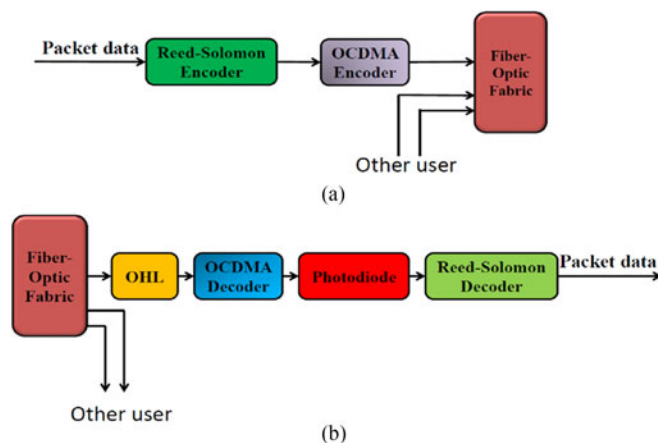 Packet data
Reed-Solomon
Encoder
OCDMA
Encoder
Fiber-
Optic
Fabric
Other user
(a)
Fiber-
Optic
Fabric
OHL
OCDMA
Decoder
Photodiode
Reed-Solomon
Decoder
Packet data
Other user
(b)